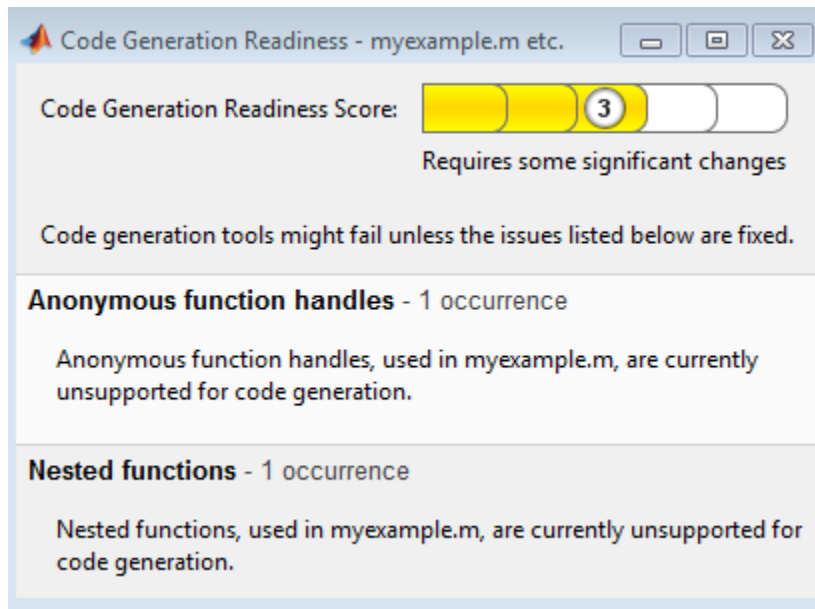 Code Generation Readiness - myexample.m etc.
Code Generation Readiness Score:
3
Requires some significant changes
Code generation tools might fail unless the issues listed below are fixed.
Anonymous function handles - 1 occurrence
Anonymous function handles, used in myexample.m, are currently
unsupported for code generation.
Nested functions - 1 occurrence
Nested functions, used in myexample.m, are currently unsupported for
code generation.